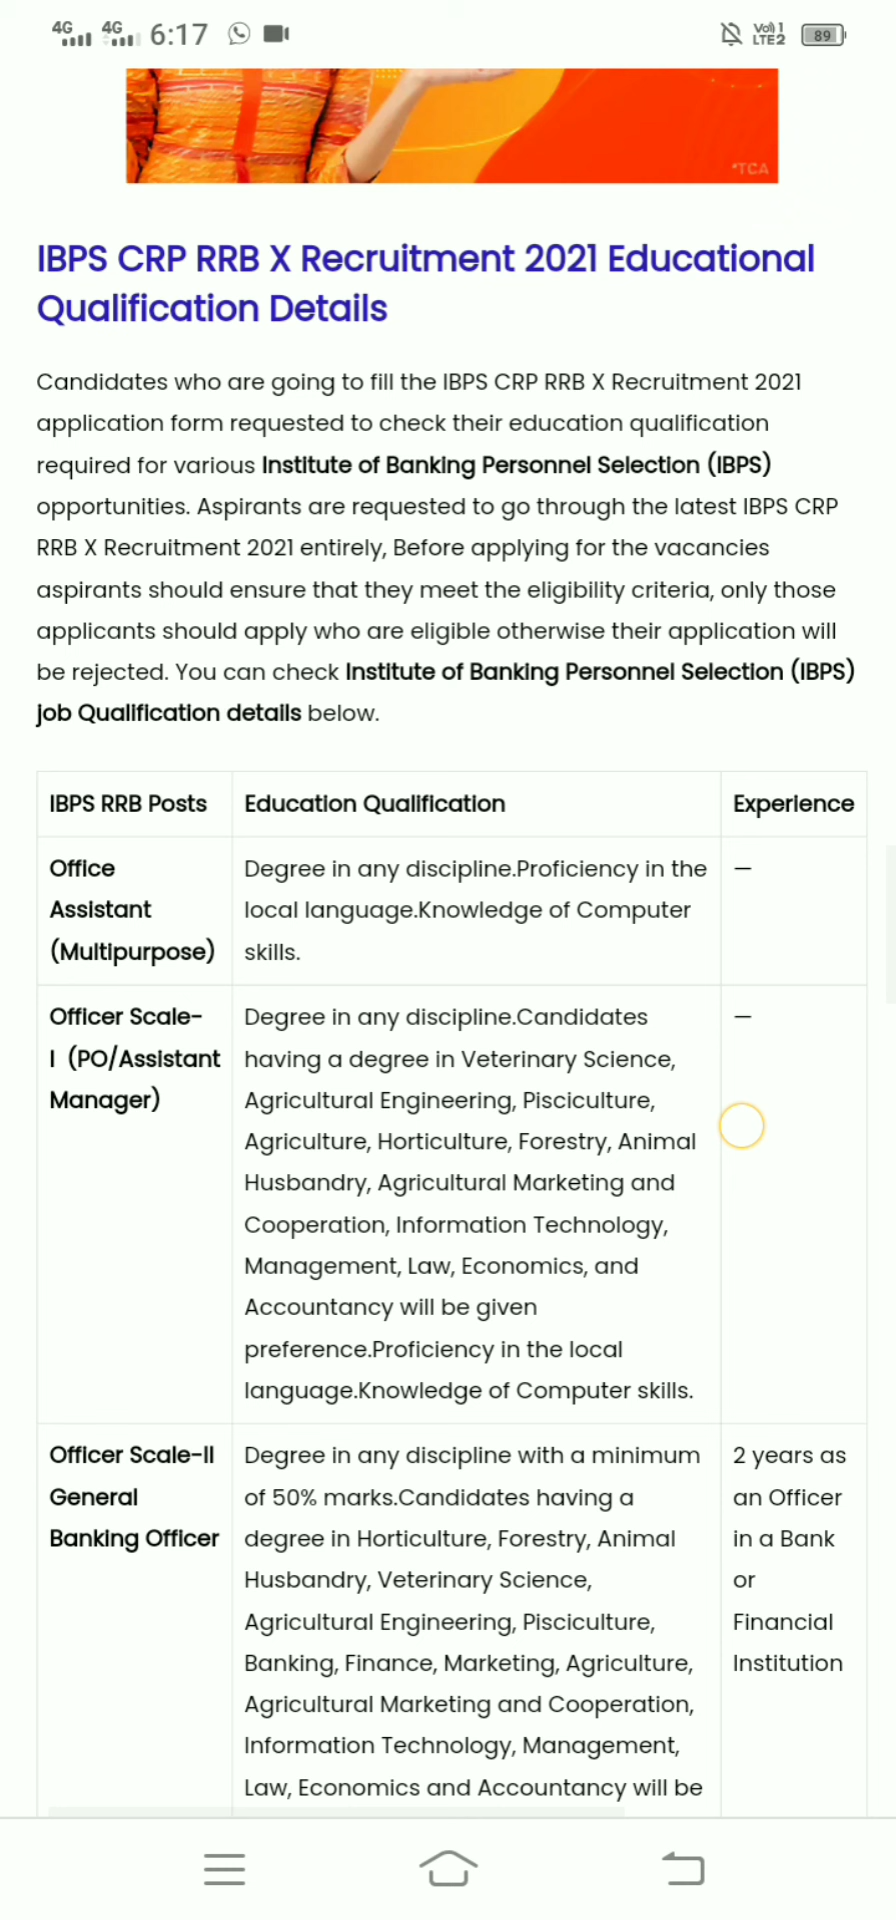 4G 4G 6:17 Vo) 1 LTE2 89
*T&CA
IBPS CRP RRB X Recruitment 2021 Educational
Qualification Details
Candidates who are going to fill the IBPS CRP RRB X Recruitment 2021
application form requested to check their education qualification
required for various Institute of Banking Personnel Selection (IBPS)
opportunities. Aspirants are requested to go through the latest IBPS CRP
RRB X Recruitment 2021 entirely, Before applying for the vacancies
aspirants should ensure that they meet the eligibility criteria, only those
applicants should apply who are eligible otherwise their application will
be rejected. You can check Institute of Banking Personnel Selection (IBPS)
job Qualification details below.
IBPS RRB Posts Education Qualification Experience
Office Degree in any discipline.Proficiency in the —
Assistant local language.Knowledge of Computer
(Multipurpose) skills.
Officer Scale- Degree in any discipline.Candidates —
I (PO/Assistant having a degree in Veterinary Science,
Manager) Agricultural Engineering, Pisciculture,
Agriculture, Horticulture, Forestry, Animal
Husbandry, Agricultural Marketing and
Cooperation, Information Technology,
Management, Law, Economics, and
Accountancy will be given
preference.Proficiency in the local
language.Knowledge of Computer skills.
Officer Scale-II Degree in any discipline with a minimum 2 years as
General of 50% marks.Candidates having a an Officer
Banking Officer degree in Horticulture, Forestry, Animal in a Bank
Husbandry, Veterinary Science, or
Agricultural Engineering, Pisciculture, Financial
Banking, Finance, Marketing, Agriculture, Institution
Agricultural Marketing and Cooperation,
Information Technology, Management,
Law, Economics and Accountancy will be